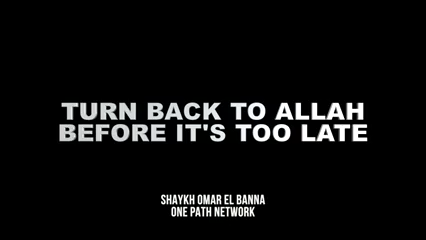 TURN BACK TO ALLAH
BEFORE IT'S TOO LATE
SHAYKH OMAR EL BANNA
ONE PATH NETWORK